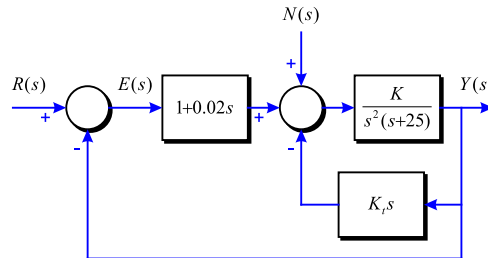 N(s)
R(s)
E(s)
Y(s
+
+
+
-
-
1+0.02s
K
s²(s+25)
Kₜs